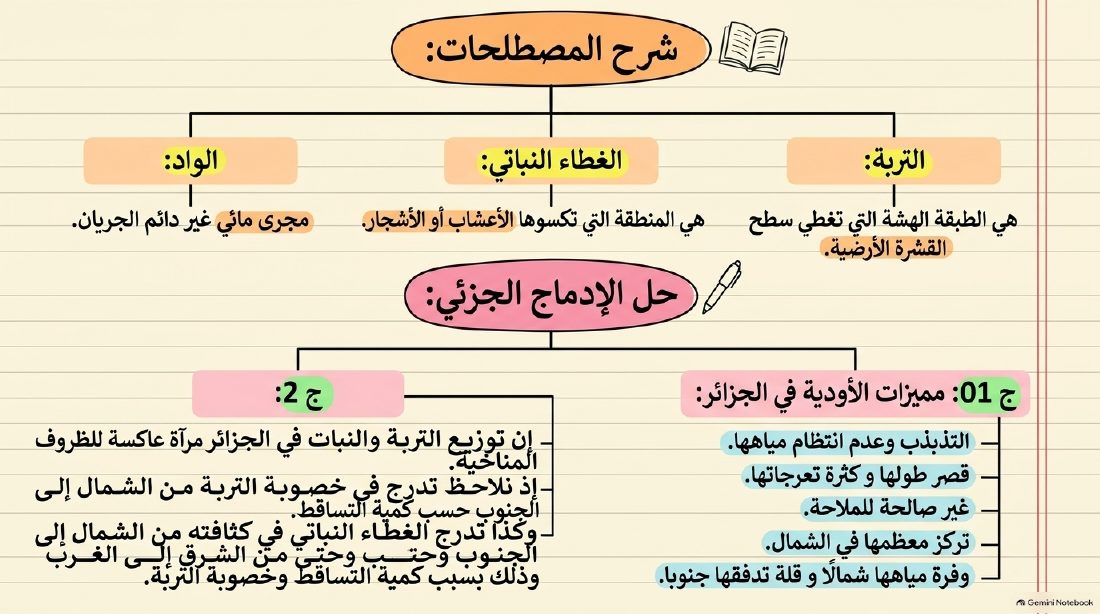 شرح المصطلحات:
التربة:
هي الطبقة الهشة التي تغطي سطح
القشرة الأرضية.
الغطاء النباتي:
هي المنطقة التي تكسوها الأعشاب أو الأشجار.
الواد:
مجرى مائي غير دائم الجريان.
حل الإدماج الجزئي:
ج 01: مميزات الأودية في الجزائر:
التذبذب وعدم انتظام مياهها.
قصر طولها و كثرة تعرجاتها.
غير صالحة للملاحة.
تركز معظمها في الشمال.
وفرة مياهها شمالًا و قلة تدفقها جنوبا.
ج 2:
إن توزيع التربة والنبات في الجزائر مرآة عاكسة للظروف
المناخية.
إذ نلاحظ تدرج في خصوبة التربة من الشمال إلى
الجنوب حسب كمية التساقط.
وكذا تدرج الغطاء النباتي في كثافته من الشمال إلى
الجنوب وحتب وحتى من الشرق إلى الغرب
وذلك بسبب كمية التساقط وخصوبة التربة.
Gemini Notebook